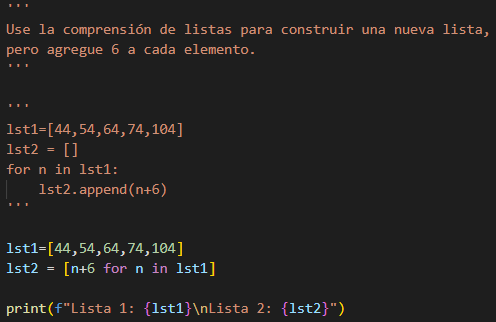 '''
Use la comprensión de listas para construir una nueva lista,
pero agregue 6 a cada elemento.
'''
'''
lst1=[44,54,64,74,104]
lst2 = []
for n in lst1:
    lst2.append(n+6)
'''
lst1=[44,54,64,74,104]
lst2 = [n+6 for n in lst1]
print(f"Lista 1: {lst1}\nLista 2: {lst2}")